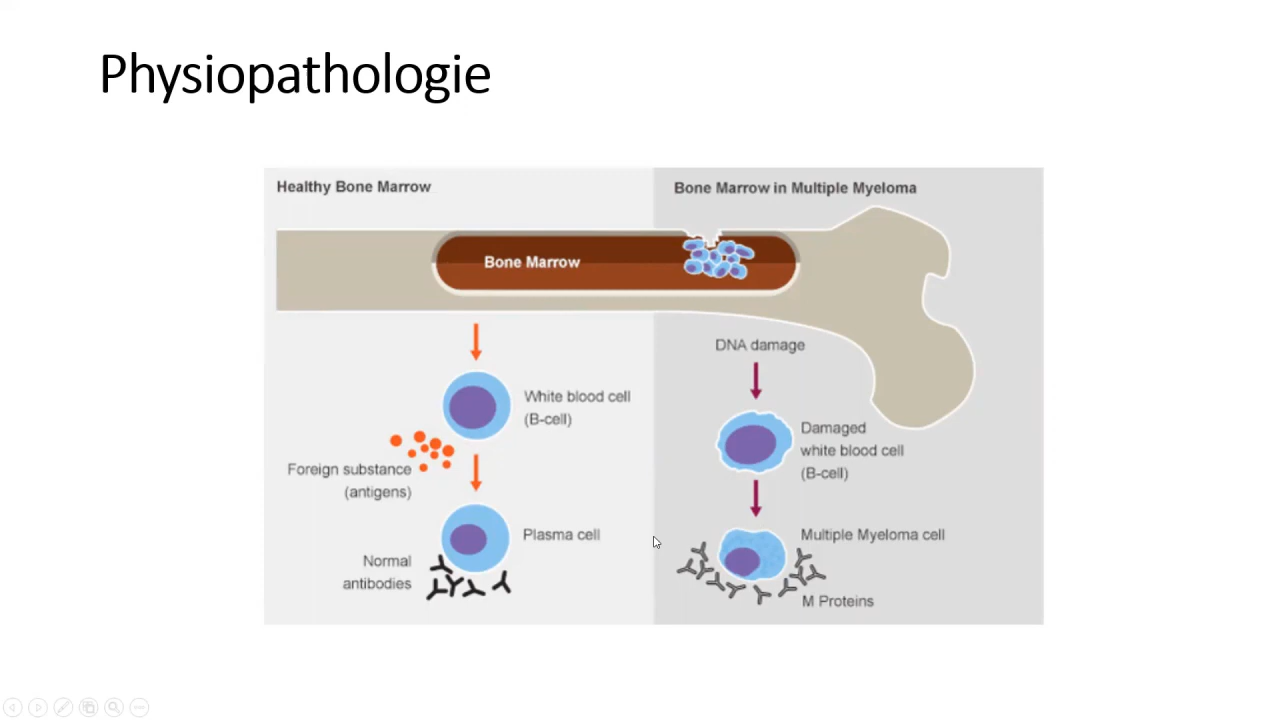 Physiopathologie
Healthy Bone Marrow
Bone Marrow in Multiple Myeloma
Bone Marrow
White blood cell
(B-cell)
Foreign substance
(antigens)
Plasma cell
Normal
antibodies
DNA damage
Damaged
white blood cell
(B-cell)
Multiple Myeloma cell
M Proteins